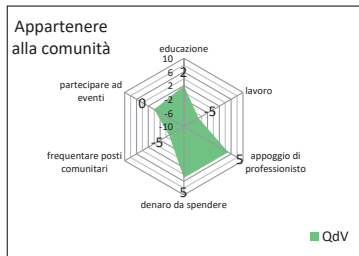 Appartenere
alla comunità
educazione
10
6
2
2
-2
-6
-10
partecipare ad
eventi
0
lavoro
-5
frequentare posti
comunitari
-5
appoggio di
professionisto
5
denaro da spendere
5
QdV